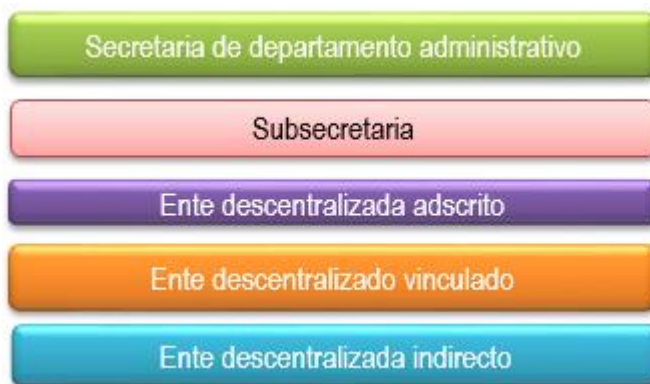 Secretaria de departamento administrativo
Subsecretaria
Ente descentralizada adscrito
Ente descentralizado vinculado
Ente descentralizada indirecto